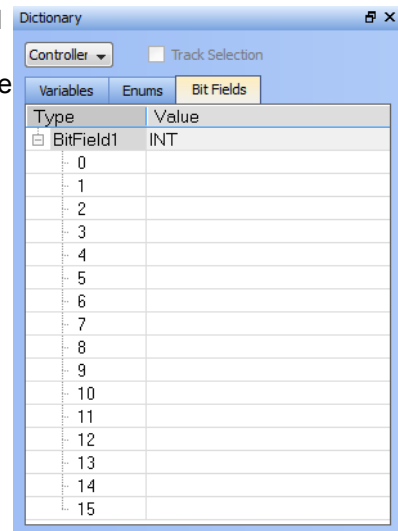 Dictionary
Controller
Track Selection
e
Variables Enums Bit Fields
Type Value
BitField1 INT
0
1
2
3
4
5
6
7
8
9
10
11
12
13
14
15